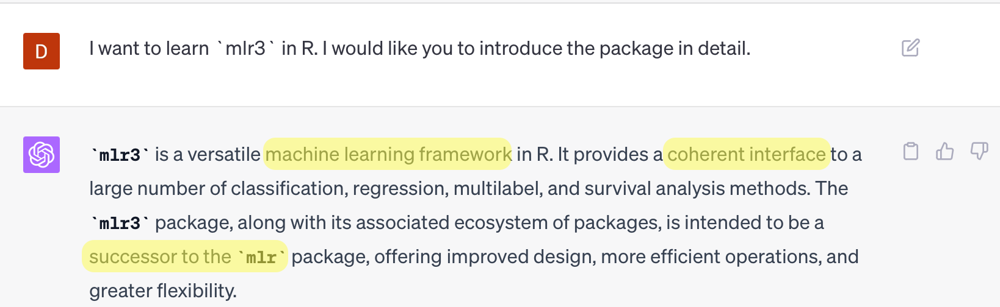 D
I want to learn `mlr3` in R. I would like you to introduce the package in detail.
`mlr3` is a versatile machine learning framework in R. It provides a coherent interface to a
large number of classification, regression, multilabel, and survival analysis methods. The
`mlr3` package, along with its associated ecosystem of packages, is intended to be a
successor to the `mlr` package, offering improved design, more efficient operations, and
greater flexibility.